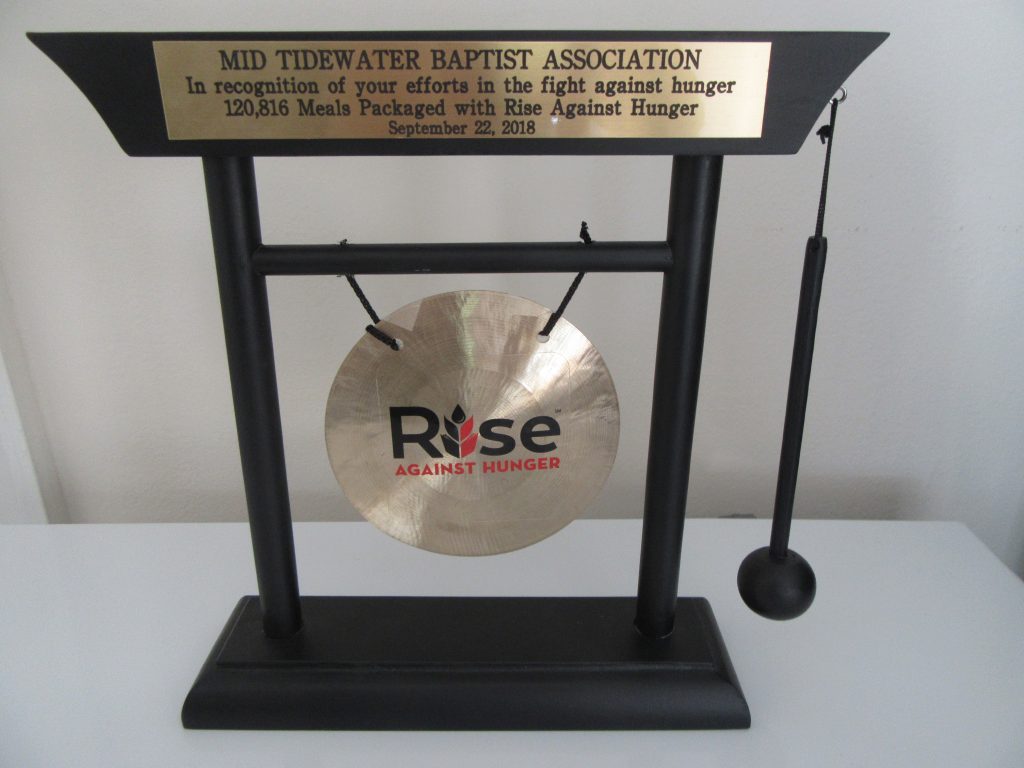 MID TIDEWATER BAPTIST ASSOCIATION
In recognition of your efforts in the fight against hunger
120,816 Meals Packaged with Rise Against Hunger
September 22, 2018
Rise
AGAINST HUNGER